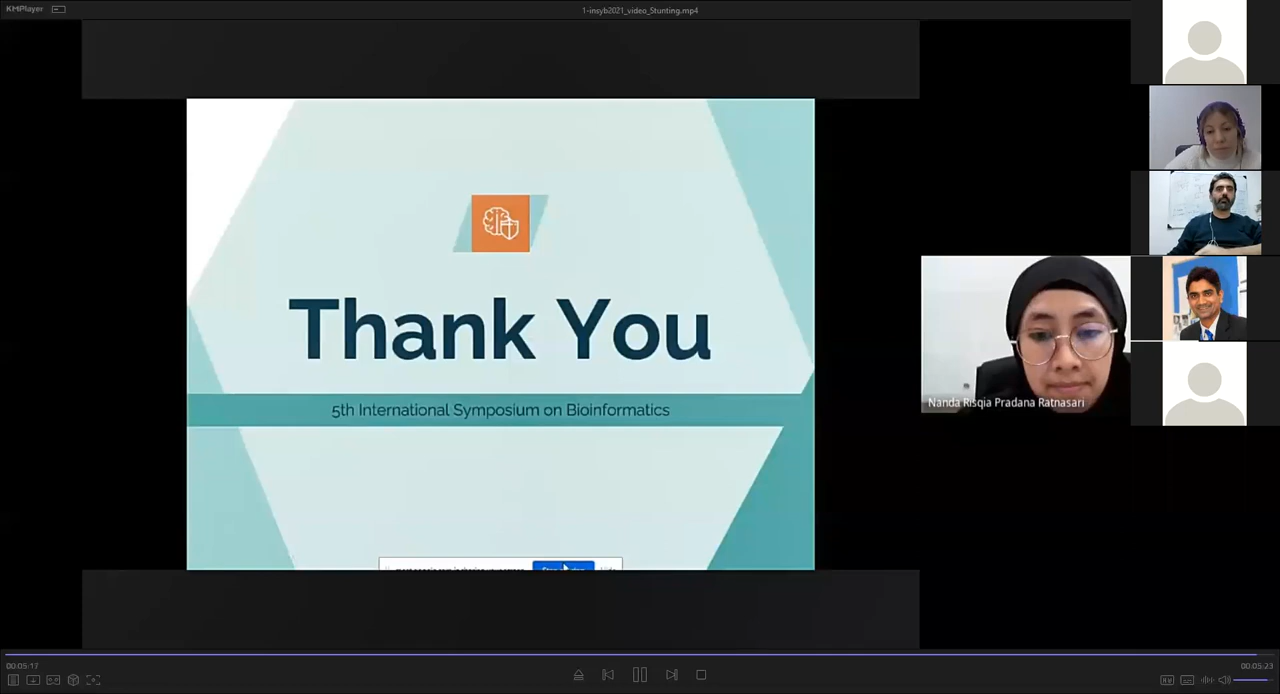 KMPlayer
1-insyb2021_video_Stunting.mp4
Thank You
5th International Symposium on Bioinformatics
Nanda Risqia Pradana Ratnasari
00:05:17
00:05:23